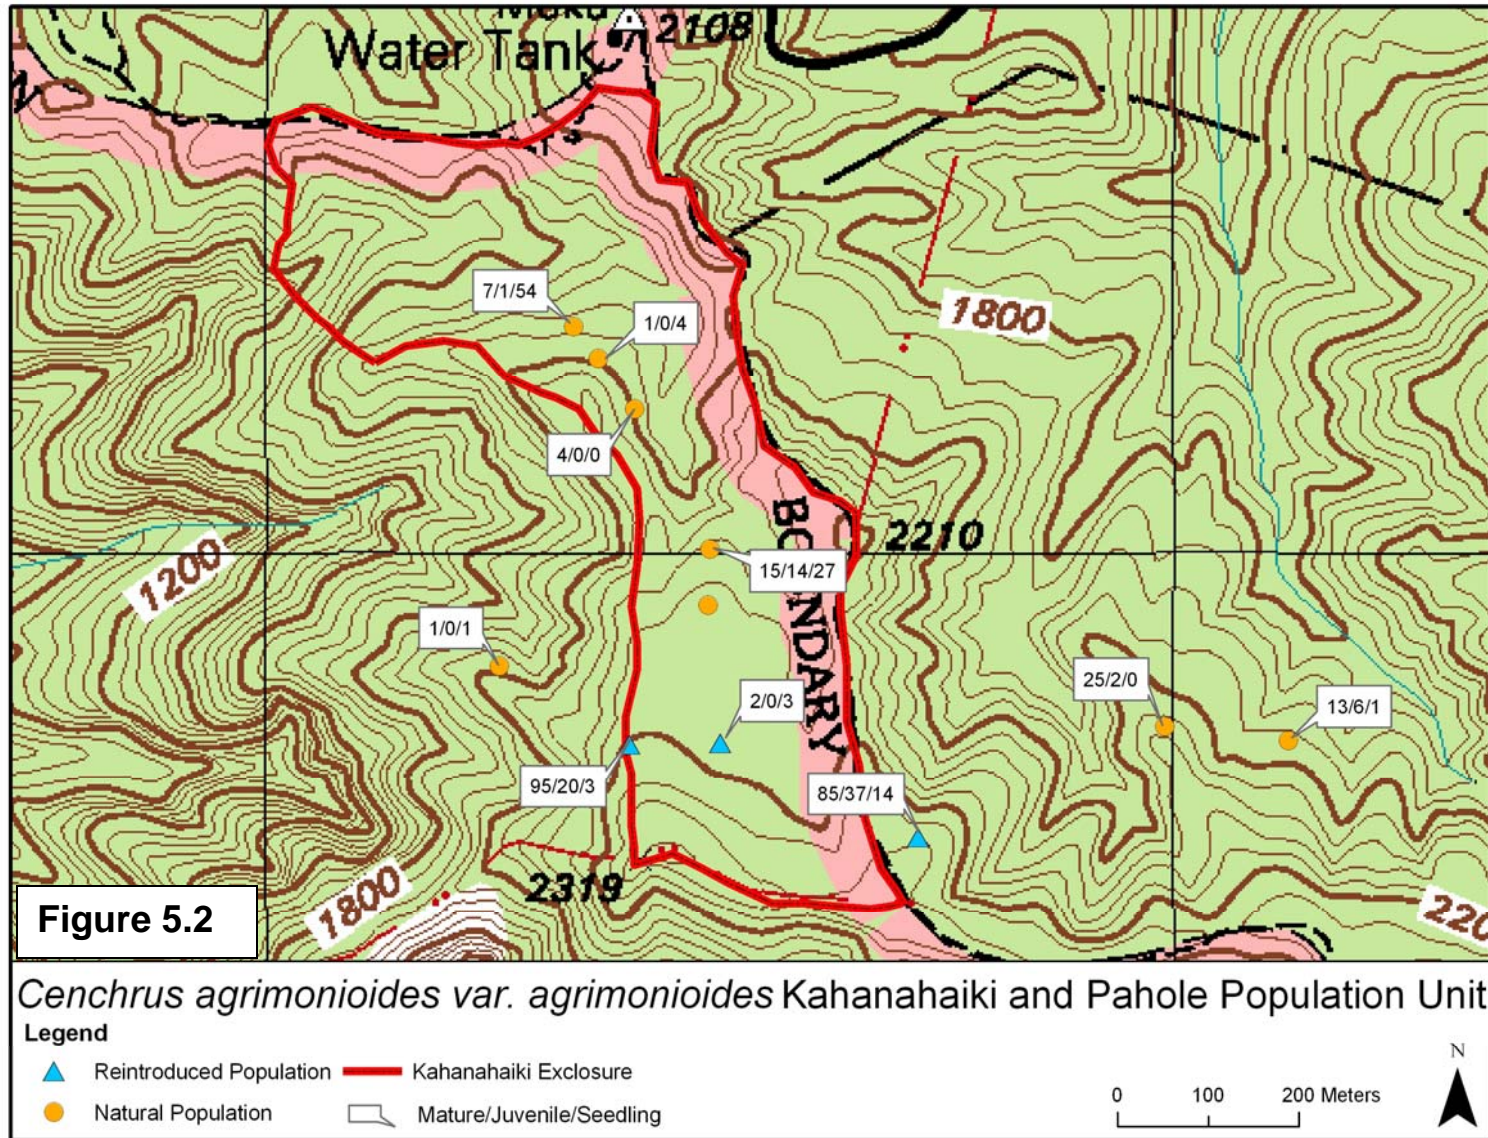 Water Tank
2108
7/1/54
1/0/4
1800
4/0/0
2210
15/14/27
1200
BOUNDARY
1/0/1
25/2/0
2/0/3
13/6/1
95/20/3
85/37/14
2319
1800
220
Figure 5.2
Cenchrus agrimonioides var. agrimonioides Kahanahaiki and Pahole Population Unit
Legend
Reintroduced Population Kahanahaiki Exclosure
Natural Population Mature/Juvenile/Seedling
0 100 200 Meters
N